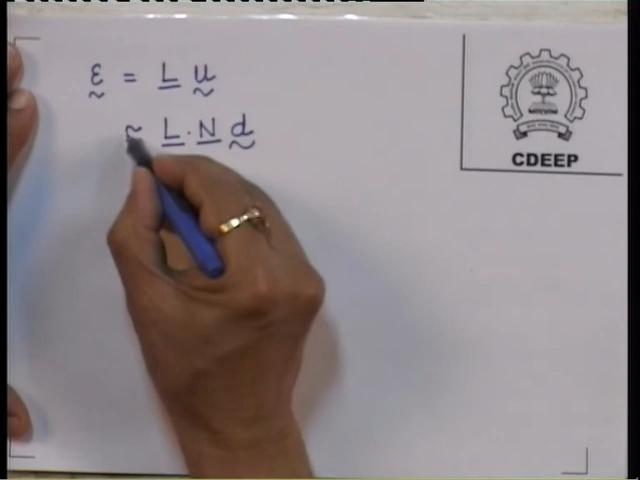 ε = L u
≈ L · N d
CDEEP